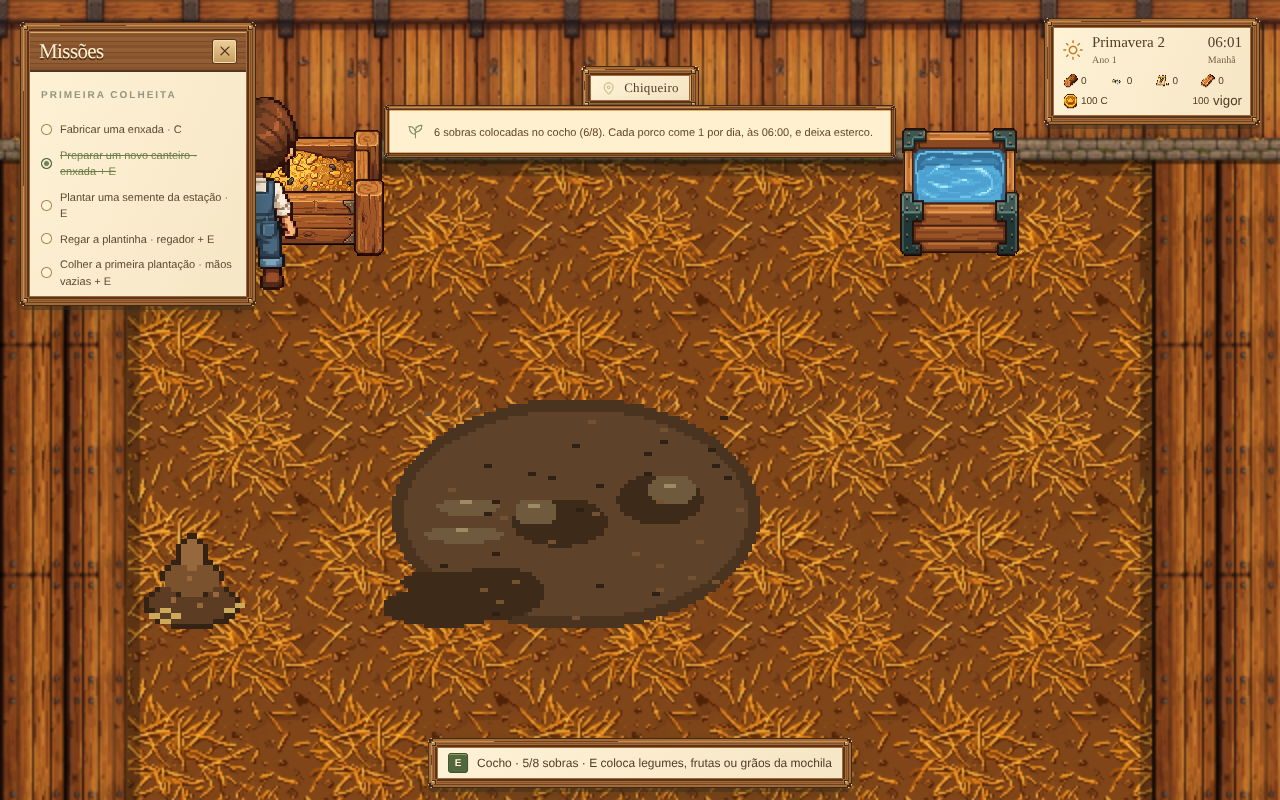 Missões
PRIMEIRA COLHEITA
Fabricar uma enxada · C
Preparar um novo canteiro ·
enxada + E
Plantar uma semente da estação ·
E
Regar a plantinha · regador + E
Colher a primeira plantação · mãos
vazias + E
Chiqueiro
6 sobras colocadas no cocho (6/8). Cada porco come 1 por dia, às 06:00, e deixa esterco.
Primavera 2 06:01
Ano 1 Manhã
0 0 0 0
100 C 100 vigor
E Cocho · 5/8 sobras · E coloca legumes, frutas ou grãos da mochila